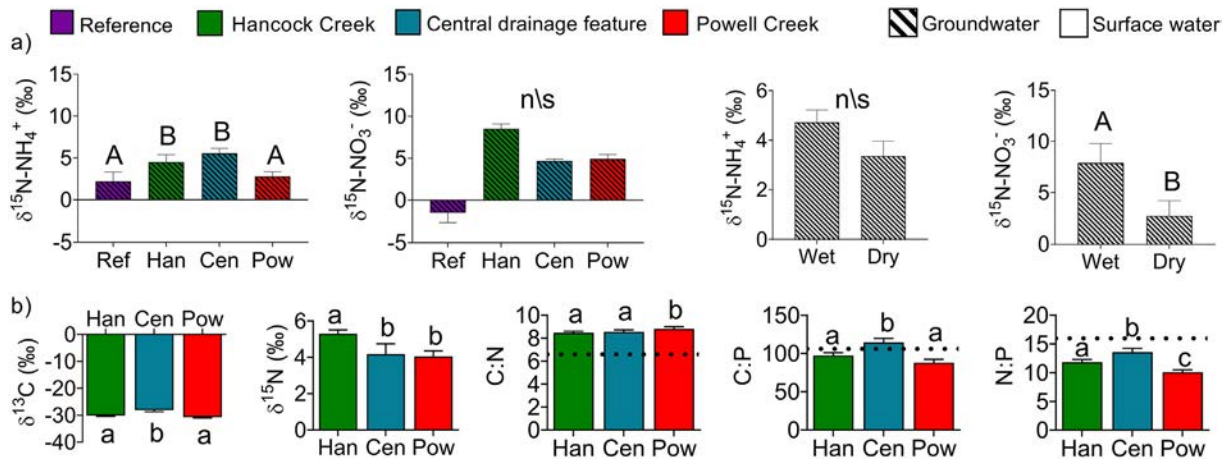 Reference Hancock Creek Central drainage feature Powell Creek Groundwater Surface water
a)
δ¹⁵N-NH₄⁺ (‰)
15
10
5
0
-5
A B B A
Ref Han Cen Pow
δ¹⁵N-NO₃⁻ (‰)
15
10
5
0
-5
n\s
Ref Han Cen Pow
δ¹⁵N-NH₄⁺ (‰)
6
4
2
0
n\s
Wet Dry
δ¹⁵N-NO₃⁻ (‰)
15
10
5
0
A
B
Wet Dry
b)
Han Cen Pow
δ¹³C (‰)
0
-10
-20
-30
-40
a b a
δ¹⁵N (‰)
6
4
2
0
a b b
Han Cen Pow
C:N
10
8
6
4
2
0
a a b
Han Cen Pow
C:P
150
100
50
0
a b a
Han Cen Pow
N:P
20
15
10
5
0
a b c
Han Cen Pow